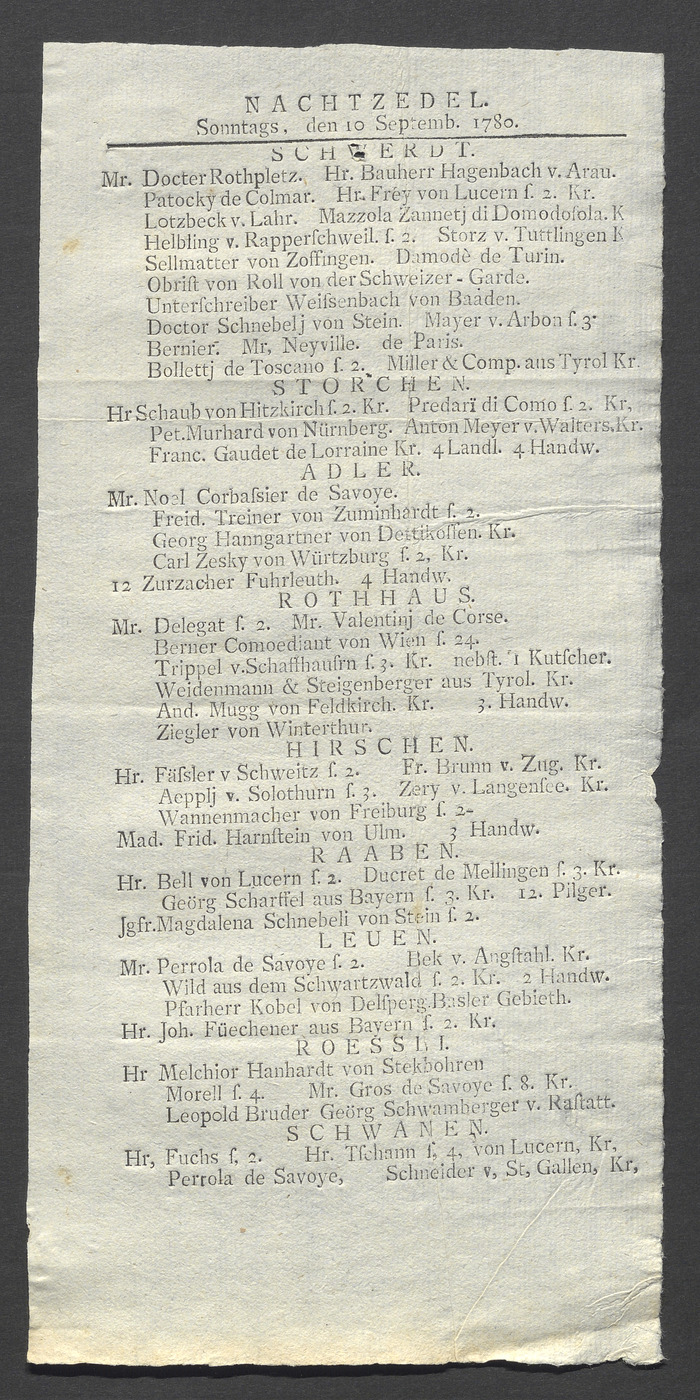 NACHTZEDEL.
Sonntags, den 10 Septemb. 1780.
SCHWERDT.
Mr. Docter Rothpletz. Hr. Bauherr Hagenbach v. Arau.
Patocky de Colmar. Hr. Frey von Lucern ſ. 2. Kr.
Lotzbeck v. Lahr. Mazzola Zannetj di Domodoſola. K
Helbling v. Rapperſchweil. ſ. 2. Storz v. Tuttlingen K
Sellmatter von Zoffingen. Damodè de Turin.
Obriſt von Roll von der Schweizer - Garde.
Unterſchreiber Weiſsenbach von Baaden.
Doctor Schnebelj von Stein. Mayer v. Arbon ſ. 3.
Bernier. Mr, Neyville. de Paris.
Bollettj de Toscano ſ. 2. Miller & Comp. aus Tyrol Kr.
STORCHEN.
Hr Schaub von Hitzkirch ſ. 2. Kr. Predarï di Como ſ. 2. Kr,
Pet. Murhard von Nürnberg. Anton Meyer v. Walters, Kr.
Franc. Gaudet de Lorraine Kr. 4 Landl. 4 Handw.
ADLER.
Mr. Noel Corbaſsier de Savoye.
Freid. Treiner von Zuminhardt ſ. 2.
Georg Hanngartner von Dettikoffen. Kr.
Carl Zesky von Würtzburg ſ. 2, Kr.
12 Zurzacher Fuhrleuth. 4 Handw.
ROTHHAUS.
Mr. Delegat ſ. 2. Mr. Valentinj de Corse.
Berner Comoediant von Wien ſ. 24.
Trippel v. Schaffhauſrn ſ. 3. Kr. nebſt. 1 Kutſcher.
Weidenmann & Steigenberger aus Tyrol. Kr.
And. Mugg von Feldkirch. Kr. 3. Handw.
Ziegler von Winterthur.
HIRSCHEN.
Hr. Fäſsler v Schweitz ſ. 2. Fr. Brunn v. Zug. Kr.
Aepplj v. Solothurn ſ. 3. Zery v. Langenſee. Kr.
Wannenmacher von Freiburg ſ. 2-
Mad. Frid. Harnſtein von Ulm. 3 Handw.
RAABEN.
Hr. Bell von Lucern ſ. 2. Ducret de Mellingen ſ. 3. Kr.
Geörg Scharffel aus Bayern ſ. 3. Kr. 12. Pilger.
Jgfr. Magdalena Schnebeli von Stein ſ. 2.
LEUEN.
Mr. Perrola de Savoye ſ. 2. Bek v. Angſtahl. Kr.
Wild aus dem Schwartzwald ſ. 2. Kr. 2 Handw.
Pfarherr Kobel von Delſperg. Basler Gebieth.
Hr. Joh. Füechener aus Bayern ſ. 2. Kr.
ROESSLI.
Hr Melchior Hanhardt von Stekbohren
Morell ſ. 4. Mr. Gros de Savoye ſ. 8. Kr.
Leopold Bruder Geörg Schwamberger v. Raſtatt.
SCHWANEN.
Hr, Fuchs ſ, 2. Hr. Tſchann ſ, 4, von Lucern, Kr,
Perrola de Savoye, Schneider v, St, Gallen, Kr,